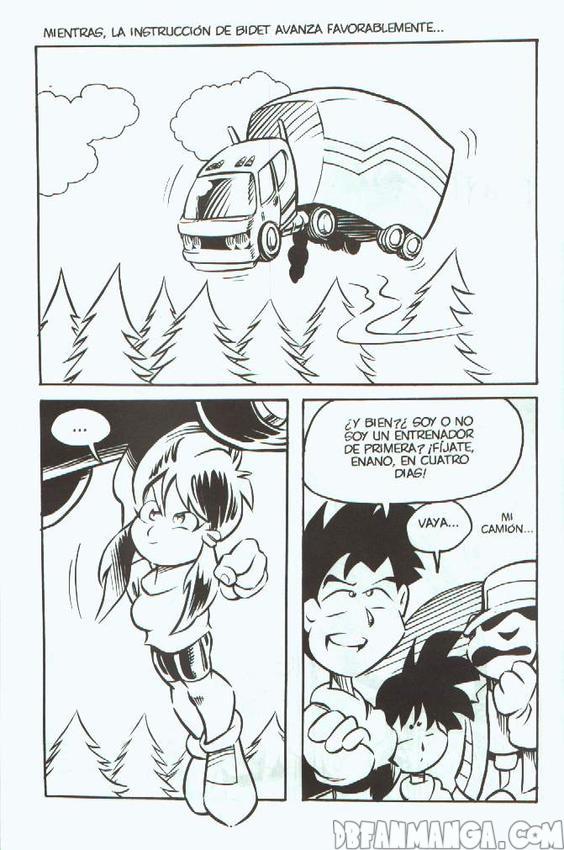 MIENTRAS, LA INSTRUCCIÓN DE BIDET AVANZA FAVORABLEMENTE...
...
¿Y BIEN?¿ SOY O NO
SOY UN ENTRENADOR
DE PRIMERA? ¡FÍJATE,
ENANO, EN CUATRO
DIAS!
VAYA...
MI
CAMIÓN...
DBFANMANGA.COM